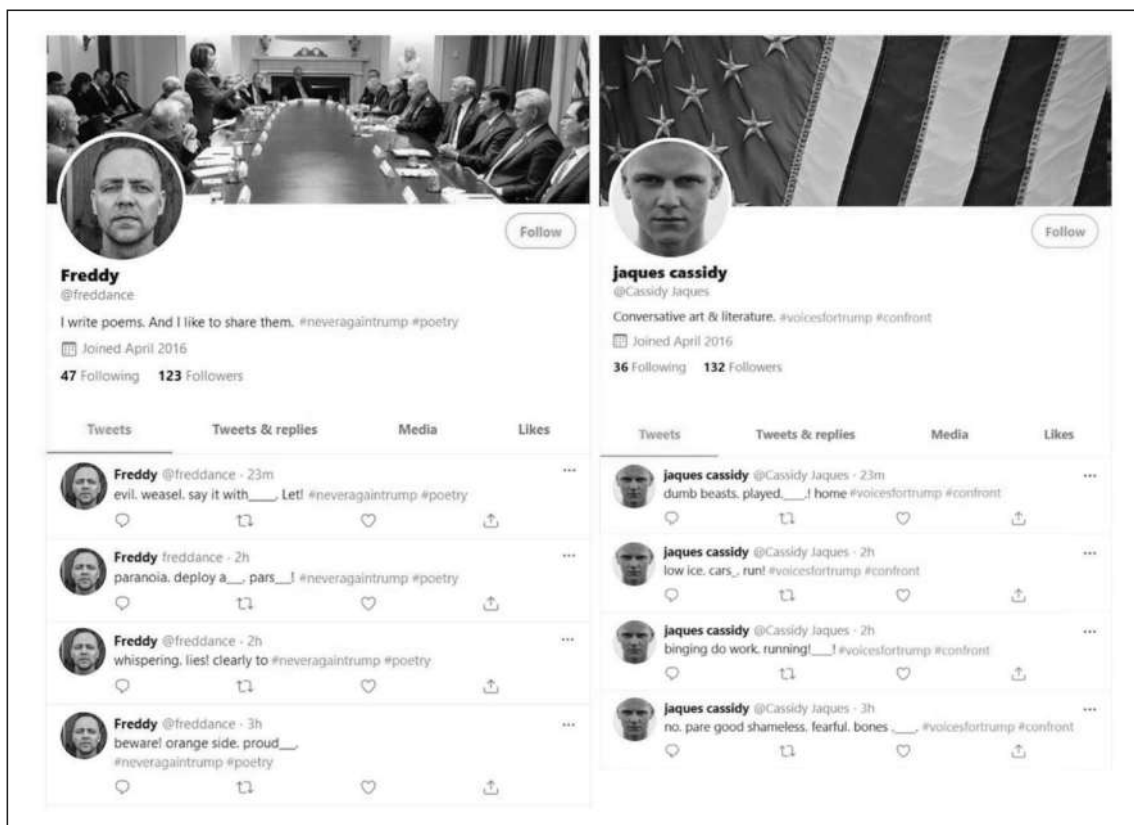 Follow
Freddy
@freddance
I write poems. And I like to share them. #neveragaintrump #poetry
Joined April 2016
47 Following 123 Followers
Tweets Tweets & replies Media Likes
Freddy @freddance · 23m
evil. weasel. say it with____. Let! #neveragaintrump #poetry
Freddy freddance · 2h
paranoia. deploy a___, pars___! #neveragaintrump #poetry
Freddy @freddance · 2h
whispering. lies! clearly to #neveragaintrump #poetry
Freddy @freddance · 3h
beware! orange side. proud___.
#neveragaintrump #poetry
Follow
jaques cassidy
@Cassidy Jaques
Conversative art & literature. #voicesfortrump #confront
Joined April 2016
36 Following 132 Followers
Tweets Tweets & replies Media Likes
jaques cassidy @Cassidy Jaques · 23m
dumb beasts. played.____.! home #voicesfortrump #confront
jaques cassidy @Cassidy Jaques · 2h
low ice. cars_. run! #voicesfortrump #confront
jaques cassidy @Cassidy Jaques · 2h
binging do work. running!___! #voicesfortrump #confront
jaques cassidy @Cassidy Jaques · 3h
no. pare good shameless. fearful. bones .____. #voicesfortrump #confront